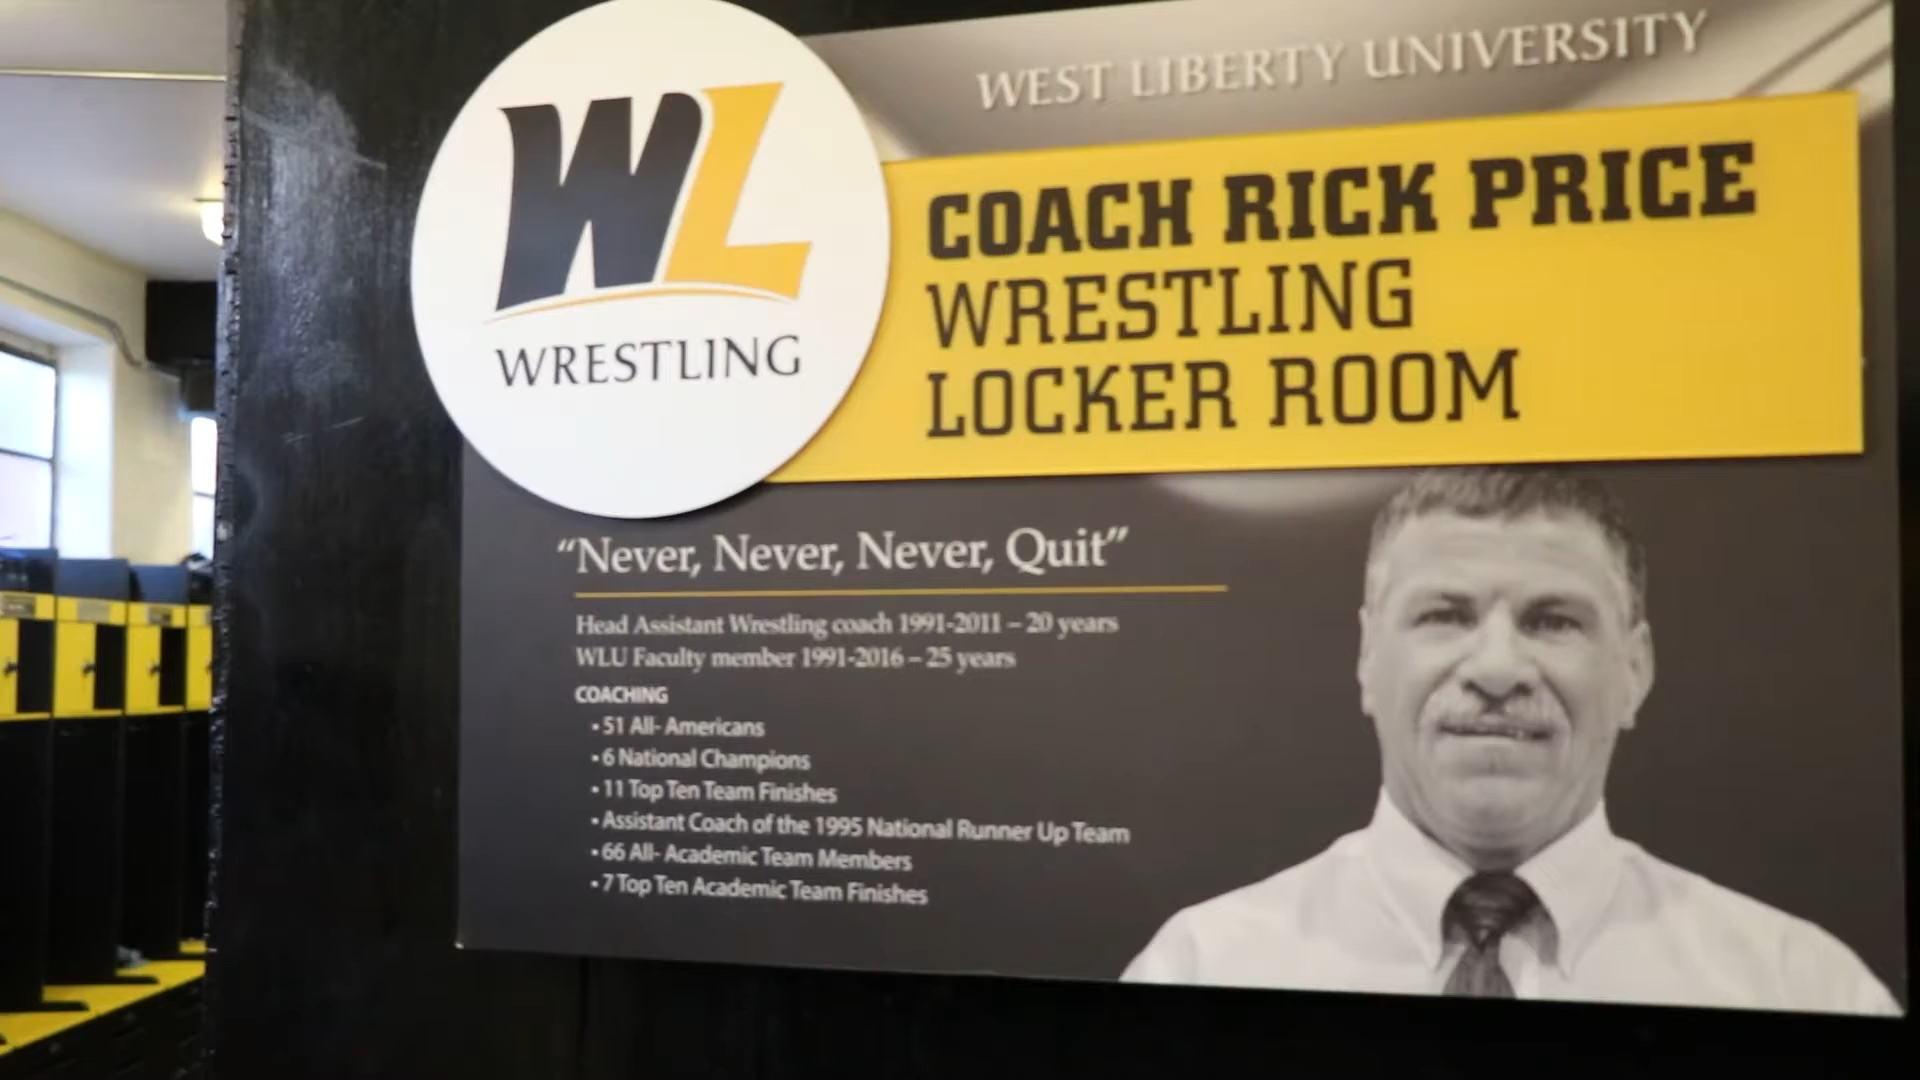 WEST LIBERTY UNIVERSITY
WL
WRESTLING
COACH RICK PRICE
WRESTLING
LOCKER ROOM
“Never, Never, Never, Quit”
Head Assistant Wrestling coach 1991-2011 – 20 years
WLU Faculty member 1991-2016 – 25 years
COACHING
• 51 All- Americans
• 6 National Champions
• 11 Top Ten Team Finishes
• Assistant Coach of the 1995 National Runner Up Team
• 66 All- Academic Team Members
• 7 Top Ten Academic Team Finishes